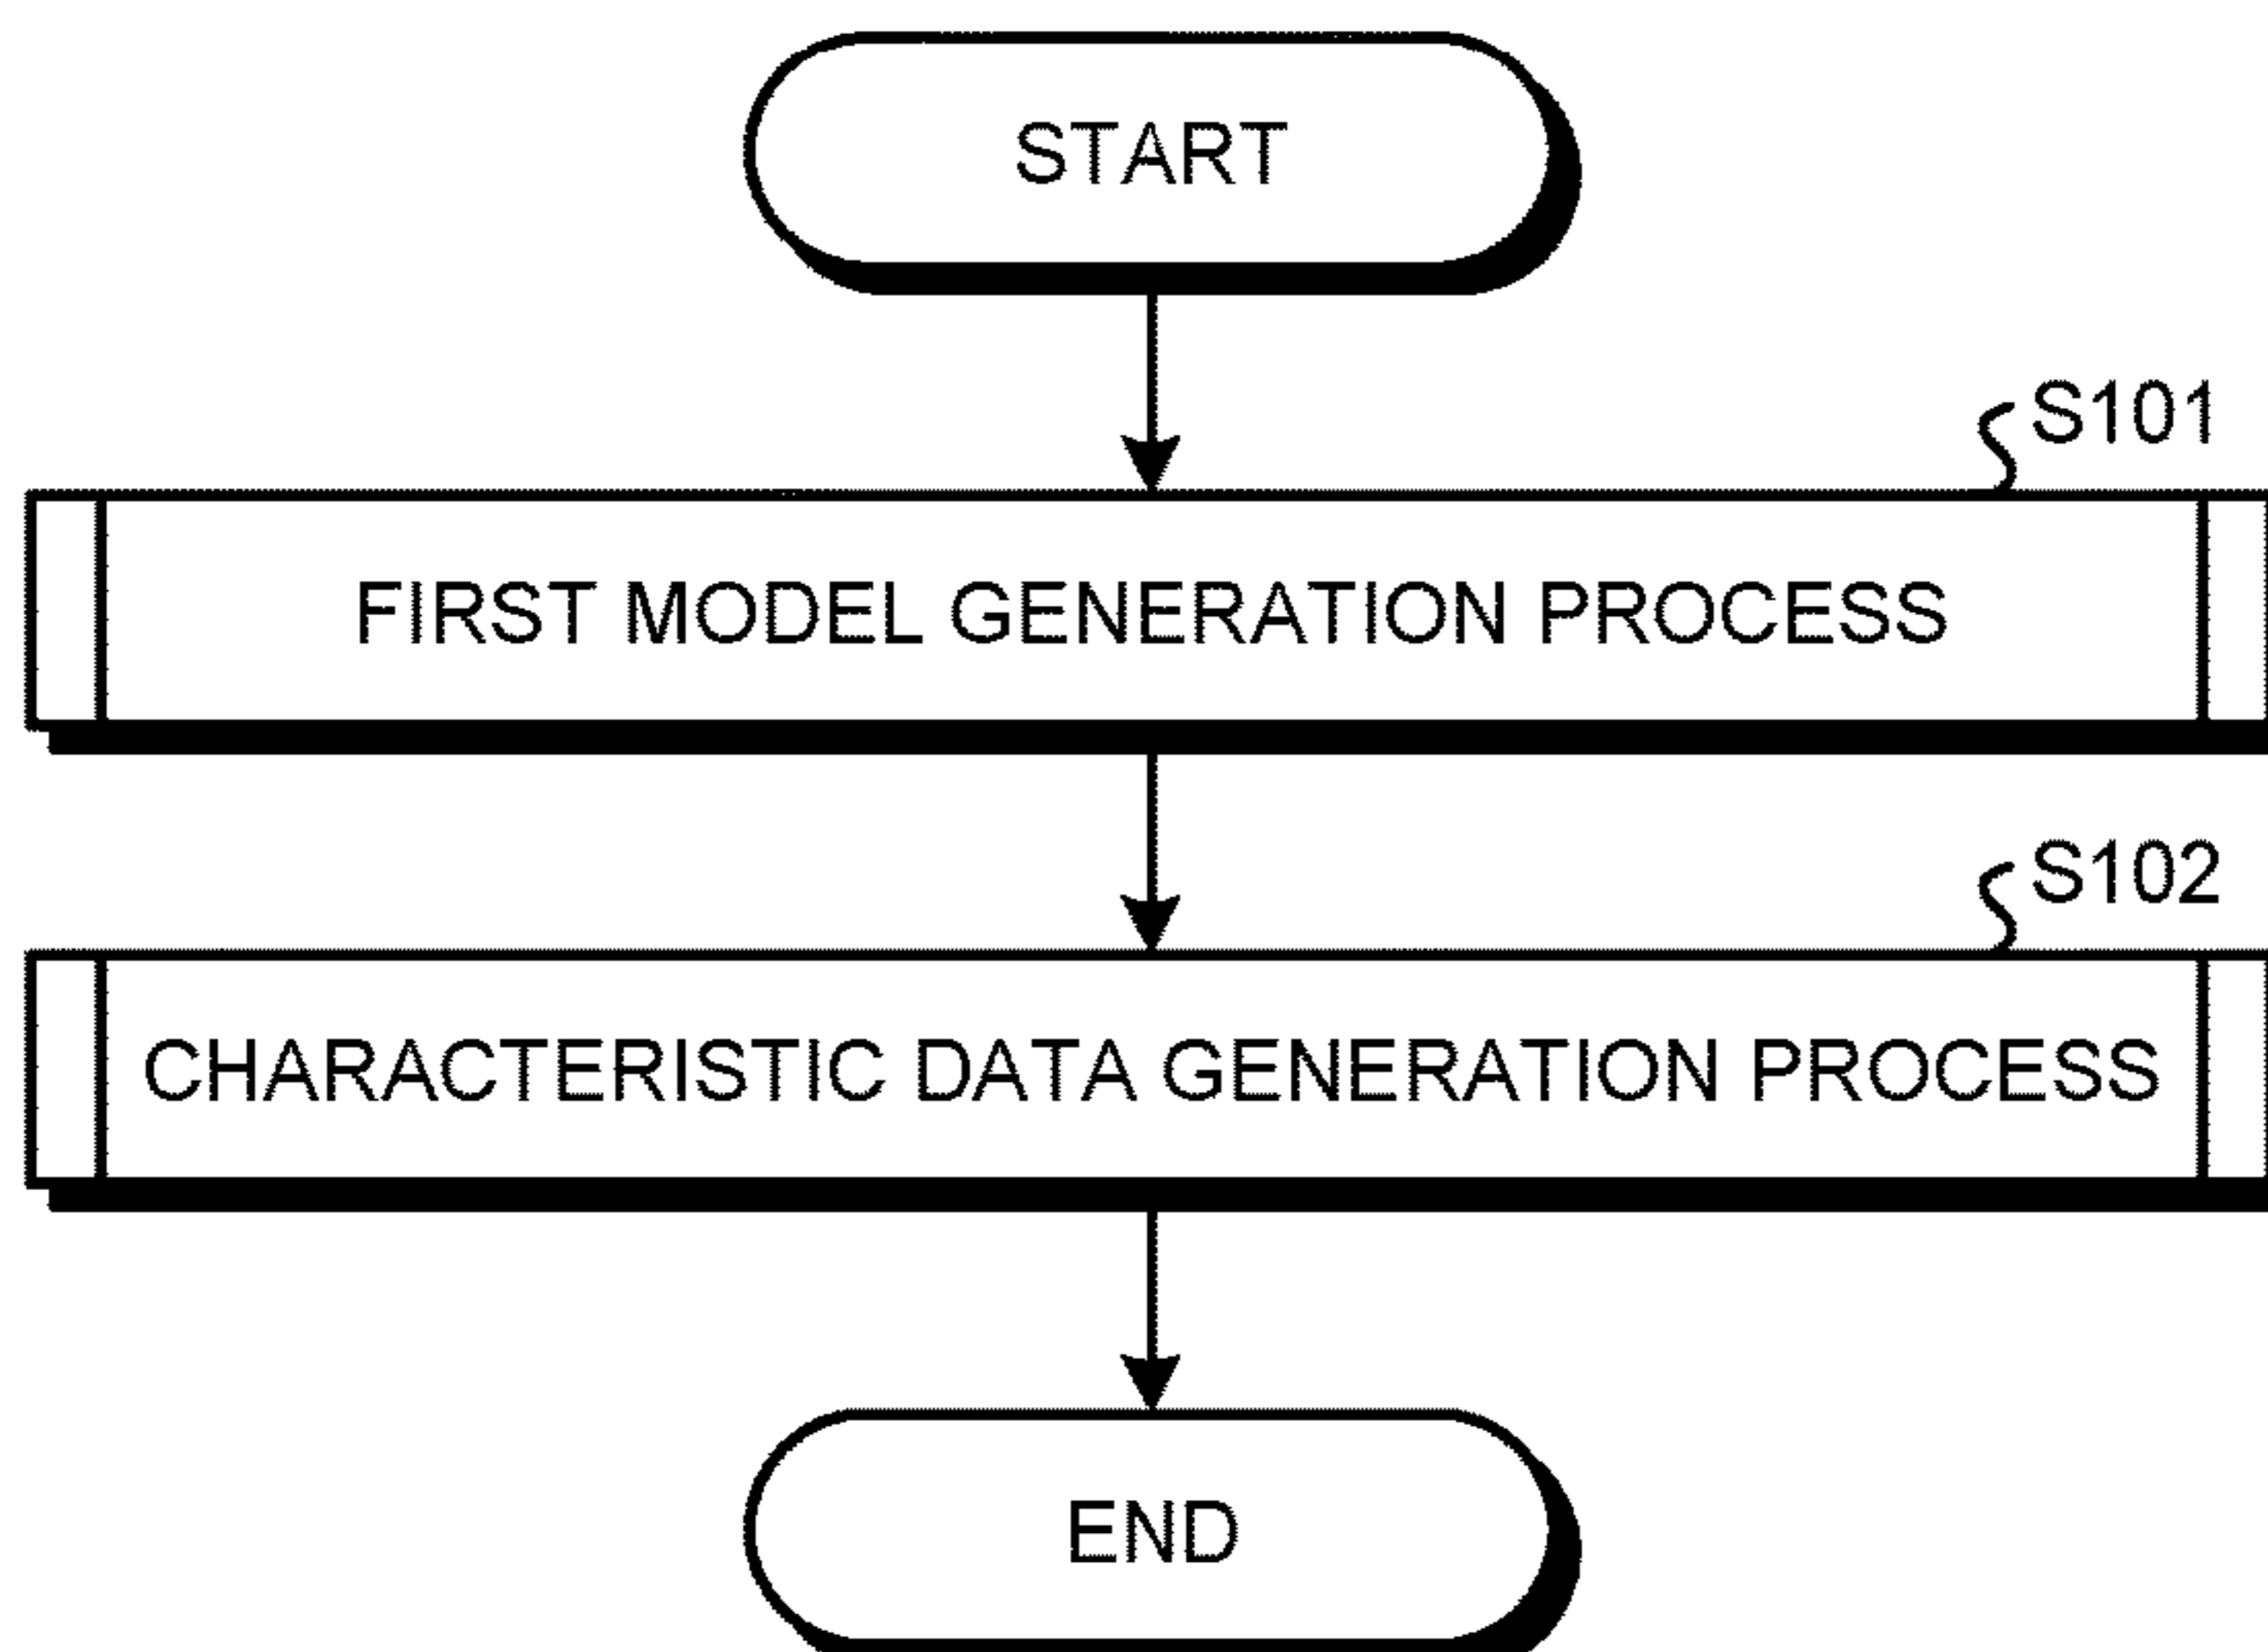 START
S101
FIRST MODEL GENERATION PROCESS
S102
CHARACTERISTIC DATA GENERATION PROCESS
END